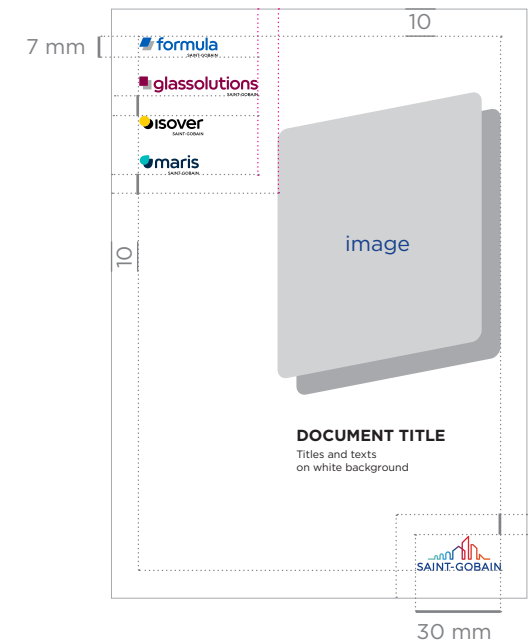 10
7 mm
formula
SAINT-GOBAIN
glassolutions
SAINT-GOBAIN
isover
SAINT-GOBAIN
maris
SAINT-GOBAIN
10
image
DOCUMENT TITLE
Titles and texts
on white background
SAINT-GOBAIN
30 mm